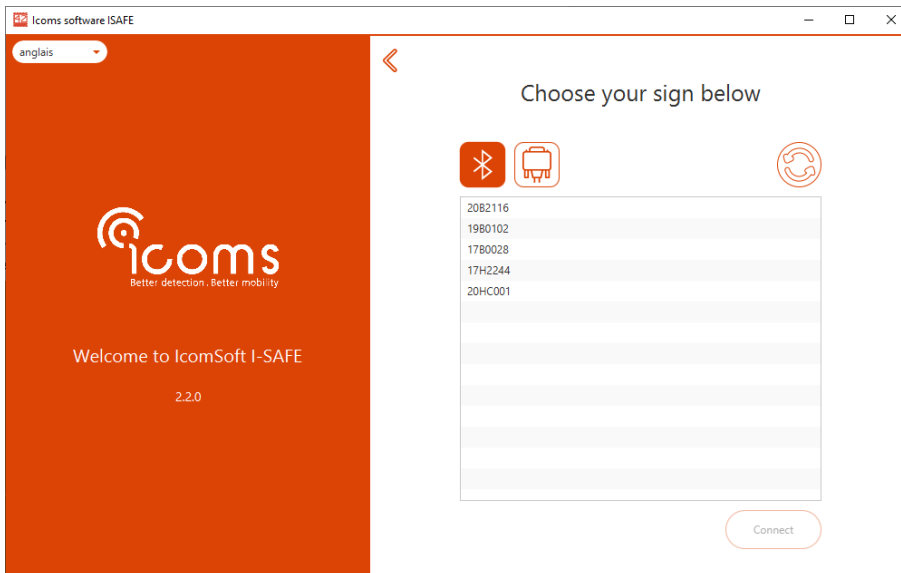 Icoms software ISAFE
anglais
Choose your sign below
20B2116
19B0102
17B0028
17H2244
20HC001
icoms
Better detection. Better mobility
Welcome to IcomSoft I-SAFE
2.2.0
Connect